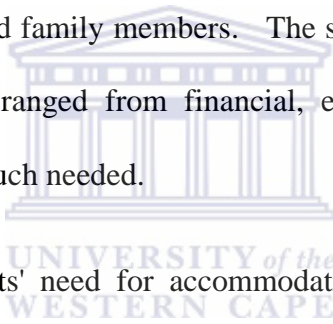 d family members. The s
ranged from financial, e
uch needed.
UNIVERSITY of the
ts' need for accommodat
WESTERN CAPE